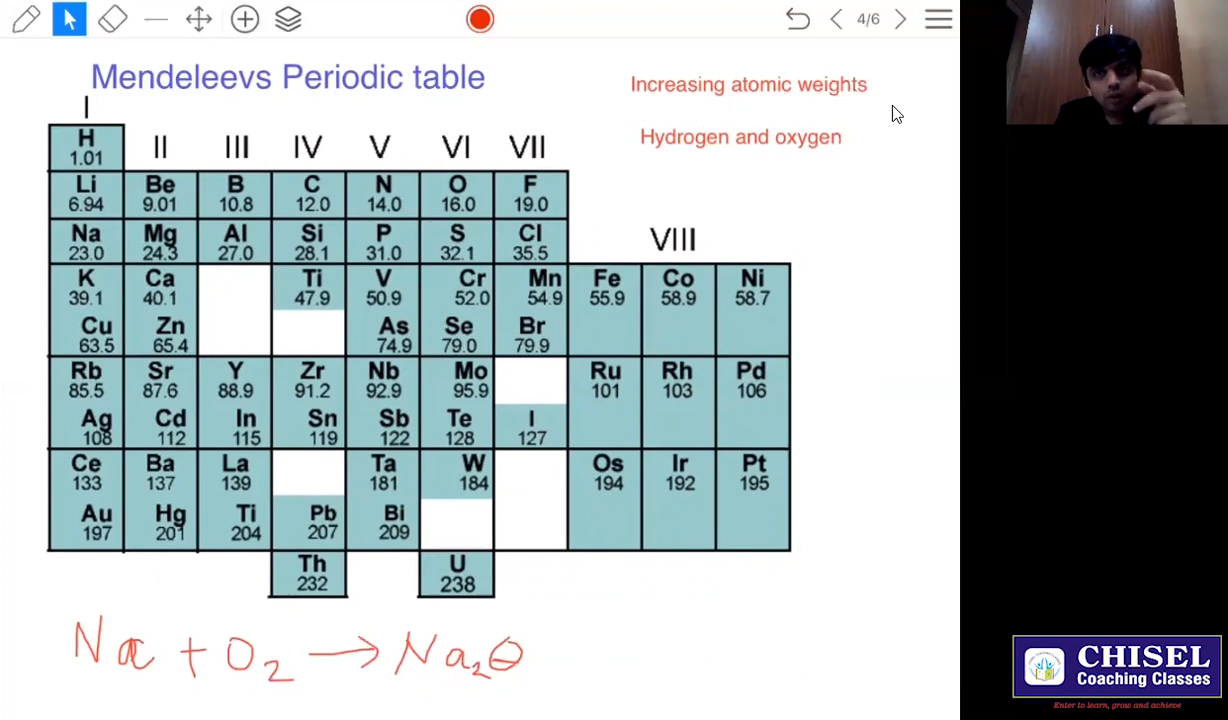 4/6
Mendeleevs Periodic table
Increasing atomic weights
Hydrogen and oxygen
I
H
1.01
II III IV V VI VII
Li Be B C N O F
6.94 9.01 10.8 12.0 14.0 16.0 19.0
Na Mg Al Si P S Cl
23.0 24.3 27.0 28.1 31.0 32.1 35.5
VIII
K Ca Ti V Cr Mn Fe Co Ni
39.1 40.1 47.9 50.9 52.0 54.9 55.9 58.9 58.7
Cu Zn As Se Br
63.5 65.4 74.9 79.0 79.9
Rb Sr Y Zr Nb Mo Ru Rh Pd
85.5 87.6 88.9 91.2 92.9 95.9 101 103 106
Ag Cd In Sn Sb Te I
108 112 115 119 122 128 127
Ce Ba La Ta W Os Ir Pt
133 137 139 181 184 194 192 195
Au Hg Ti Pb Bi
197 201 204 207 209
Th U
232 238
Na + O2 → Na2O
CHISEL
Coaching Classes
Enter to learn, grow and achieve